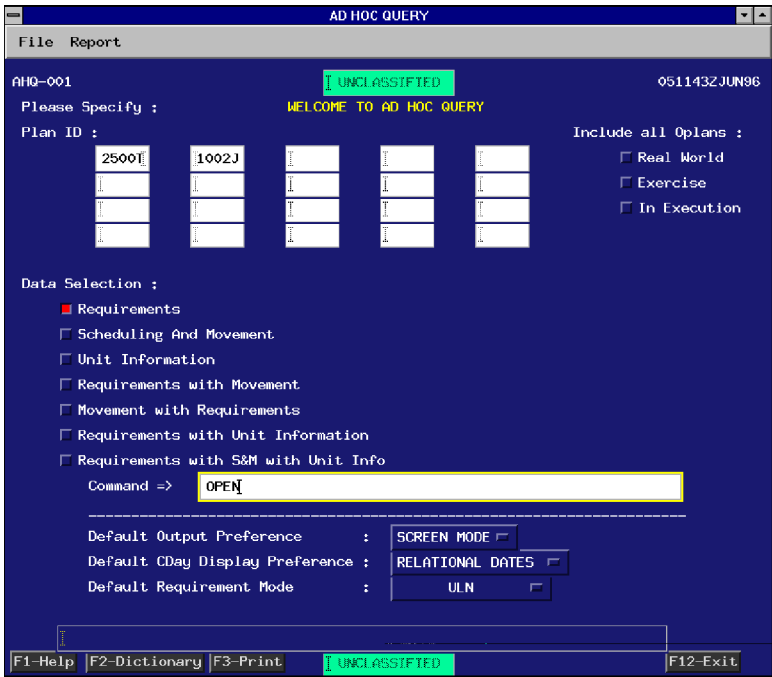 AD HOC QUERY
File Report
AHQ-001 UNCLASSIFIED 051143ZJUN96
Please Specify : WELCOME TO AD HOC QUERY
Plan ID : Include all Oplans :
2500T 1002J Real World
Exercise
In Execution
Data Selection :
Requirements
Scheduling And Movement
Unit Information
Requirements with Movement
Movement with Requirements
Requirements with Unit Information
Requirements with S&M with Unit Info
Command => OPEN
Default Output Preference : SCREEN MODE
Default CDay Display Preference : RELATIONAL DATES
Default Requirement Mode : ULN
F1-Help F2-Dictionary F3-Print UNCLASSIFIED F12-Exit